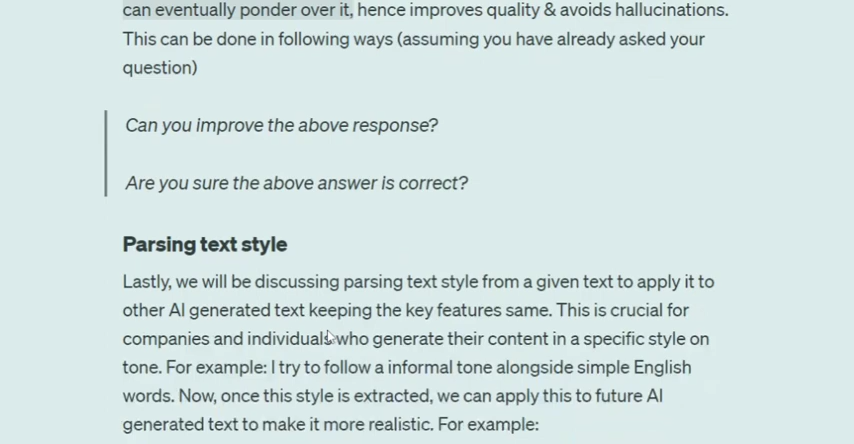 can eventually ponder over it, hence improves quality & avoids hallucinations.
This can be done in following ways (assuming you have already asked your
question)
Can you improve the above response?
Are you sure the above answer is correct?
Parsing text style
Lastly, we will be discussing parsing text style from a given text to apply it to
other AI generated text keeping the key features same. This is crucial for
companies and individuals who generate their content in a specific style on
tone. For example: I try to follow a informal tone alongside simple English
words. Now, once this style is extracted, we can apply this to future AI
generated text to make it more realistic. For example: